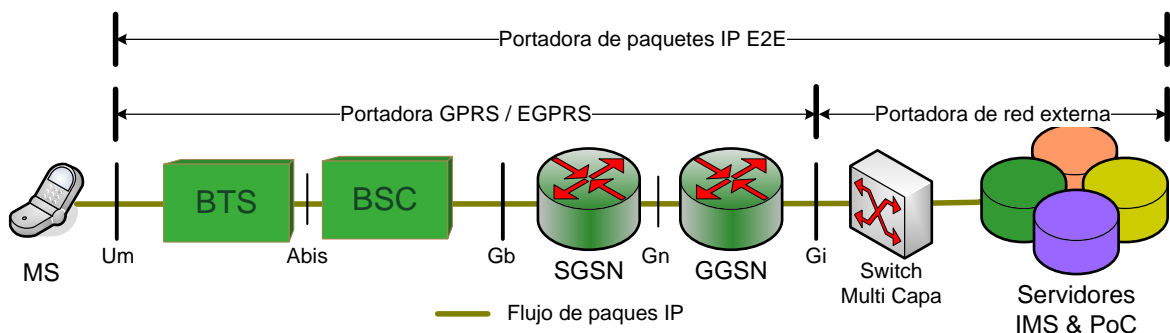 Portadora de paquetes IP E2E
Portadora GPRS / EGPRS
Portadora de red externa
BTS
BSC
Um
Abis
Gb
Gn
Gi
MS
SGSN
GGSN
Switch
Multi Capa
Servidores
IMS & PoC
Flujo de paques IP